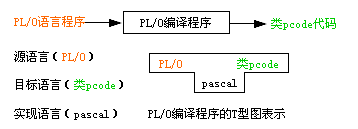 PL/0语言程序 PL/0编译程序 类pcode代码
源语言(PL/0) PL/0 类pcode
目标语言(类pcode) pascal
实现语言(pascal) PL/0编译程序的T型图表示